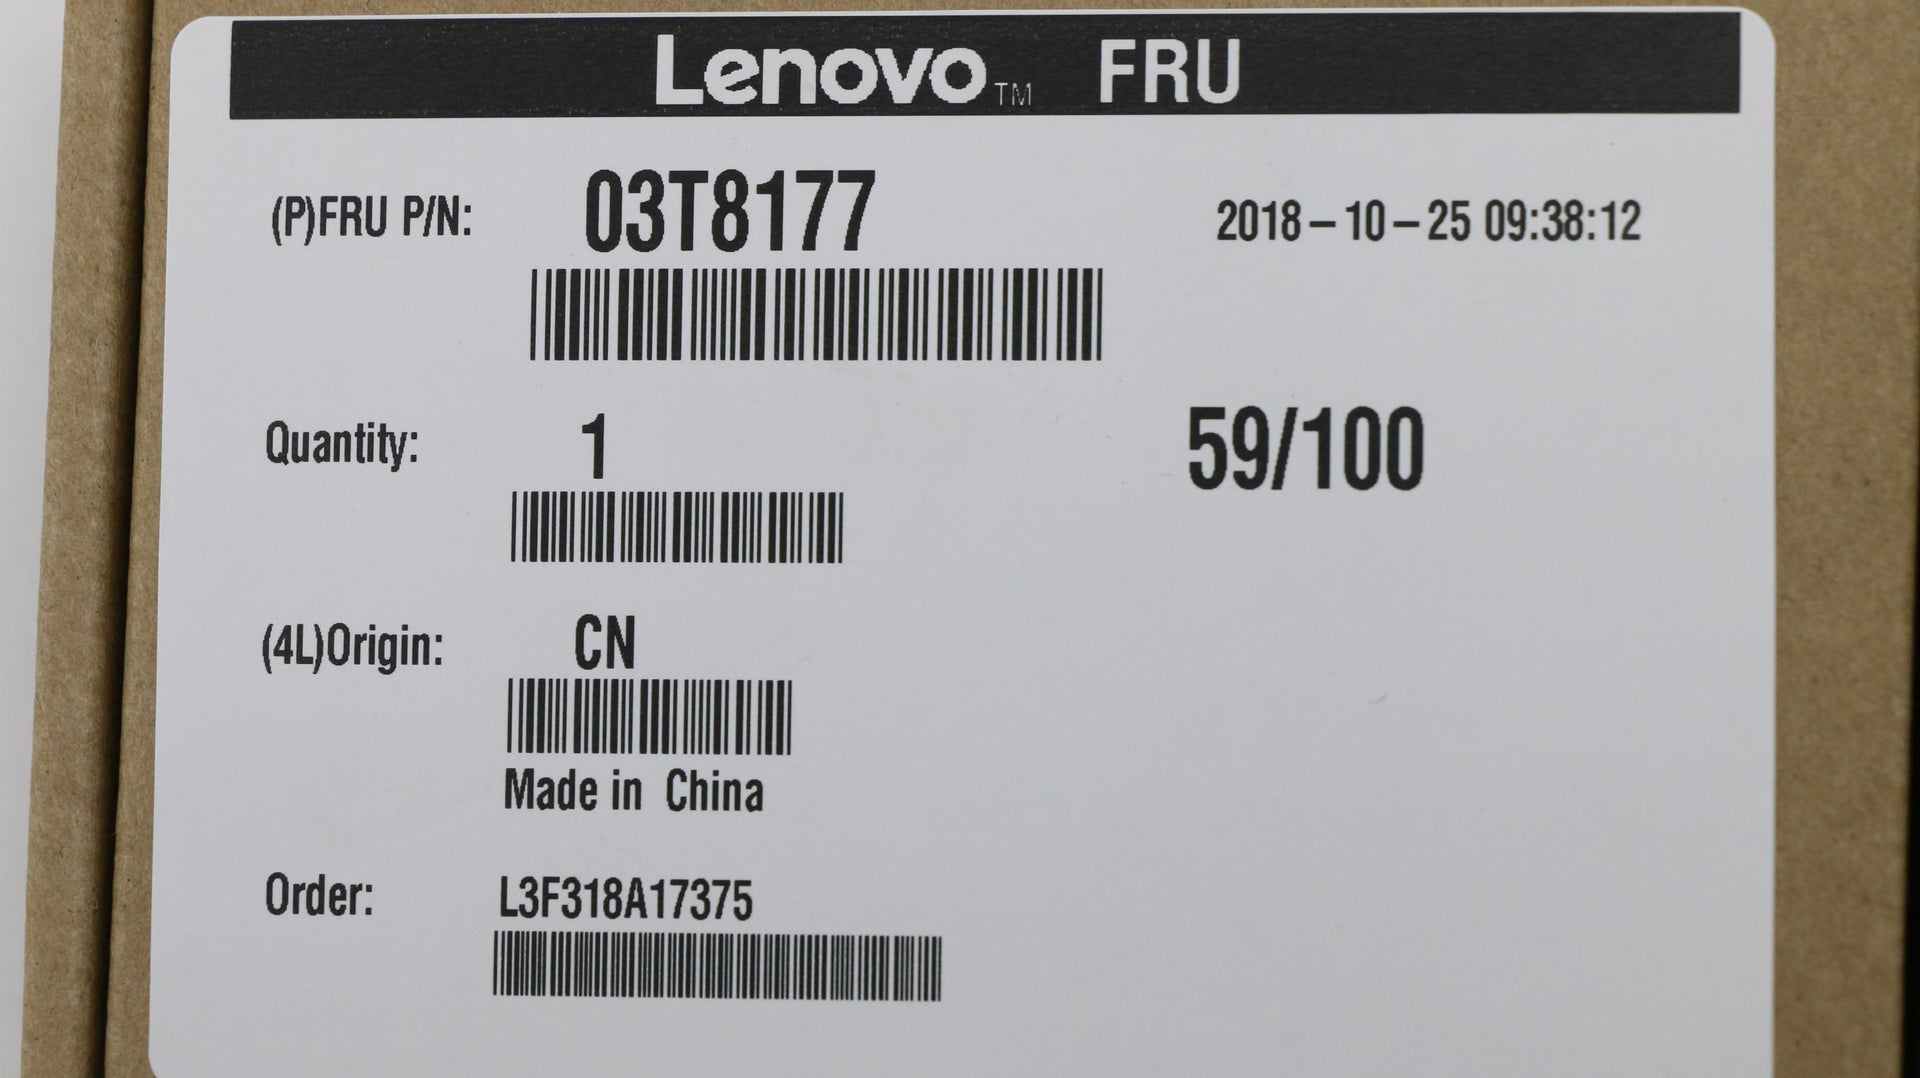 Lenovo™ FRU
(P)FRU P/N: 03T8177 2018-10-25 09:38:12
Quantity: 1 59/100
(4L)Origin: CN
Made in China
Order: L3F318A17375